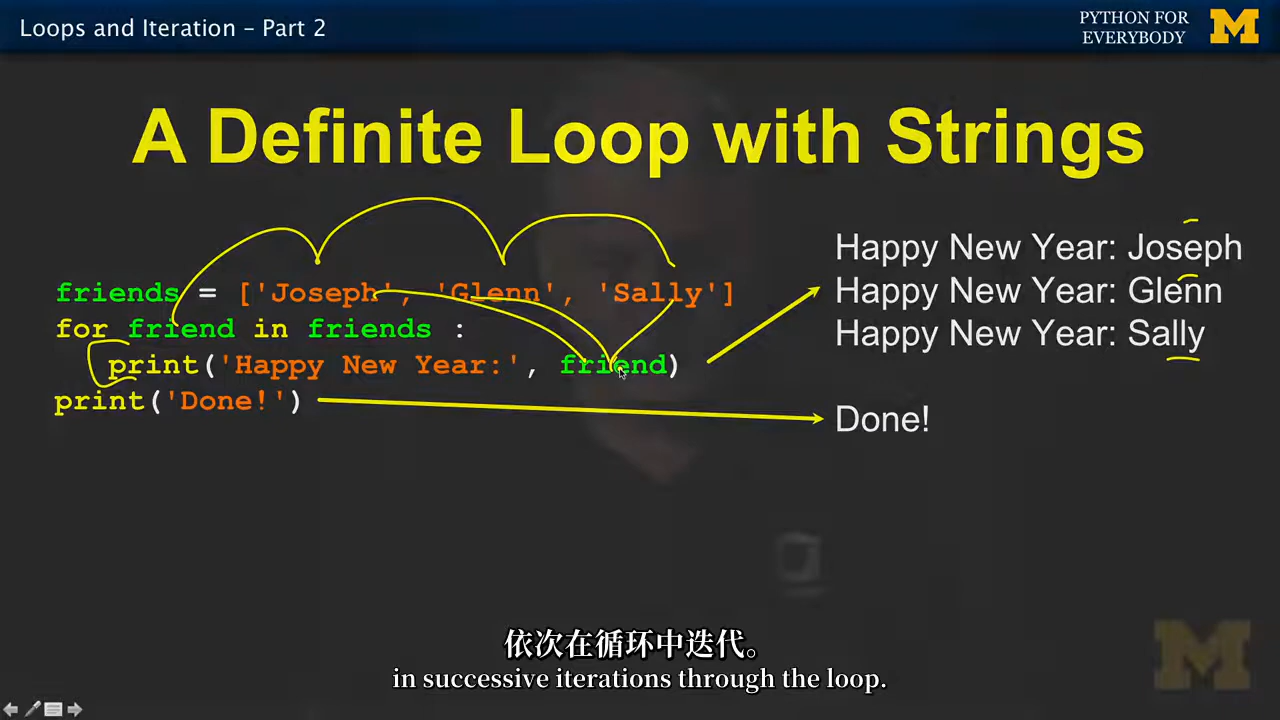 Loops and Iteration – Part 2
PYTHON FOR
EVERYBODY
M
A Definite Loop with Strings
friends = ['Joseph', 'Glenn', 'Sally']
for friend in friends :
    print('Happy New Year:', friend)
print('Done!')
Happy New Year: Joseph
Happy New Year: Glenn
Happy New Year: Sally
Done!
依次在循环中迭代。
in successive iterations through the loop.
M